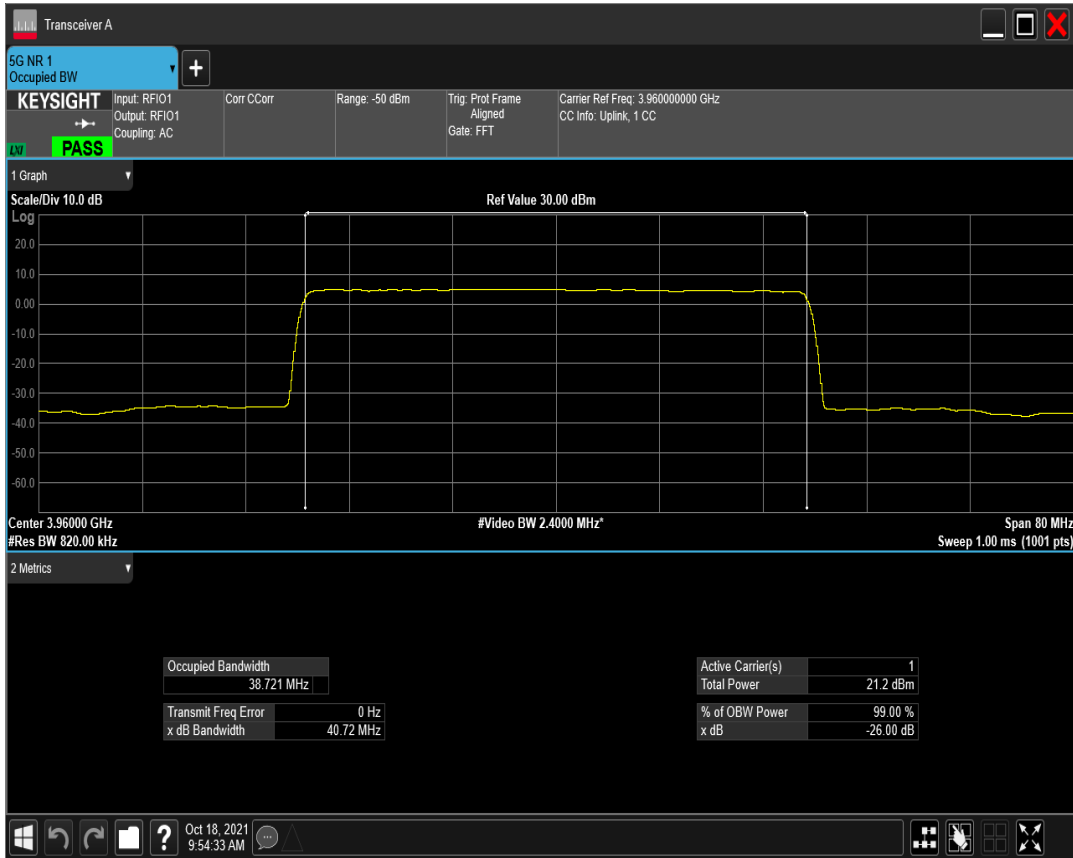 Transceiver A
5G NR 1
Occupied BW
KEYSIGHT
LXI
PASS
Input: RFIO1
Output: RFIO1
Coupling: AC
Corr CCorr
Range: -50 dBm
Trig: Prot Frame
Aligned
Gate: FFT
Carrier Ref Freq: 3.960000000 GHz
CC Info: Uplink, 1 CC
1 Graph
Scale/Div 10.0 dB
Ref Value 30.00 dBm
Log
20.0
10.0
0.00
-10.0
-20.0
-30.0
-40.0
-50.0
-60.0
Center 3.96000 GHz
#Video BW 2.4000 MHz*
Span 80 MHz
#Res BW 820.00 kHz
Sweep 1.00 ms (1001 pts)
2 Metrics
Occupied Bandwidth
38.721 MHz
Transmit Freq Error 0 Hz
x dB Bandwidth 40.72 MHz
Active Carrier(s) 1
Total Power 21.2 dBm
% of OBW Power 99.00 %
x dB -26.00 dB
Oct 18, 2021
9:54:33 AM